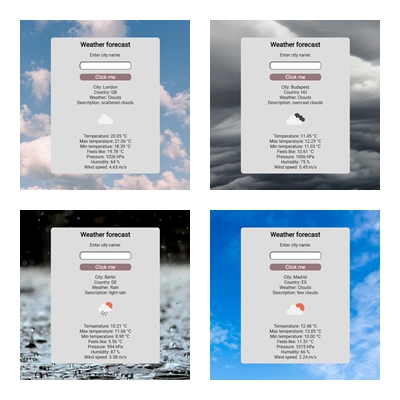 Weather forecast
Enter city name:
Click me
City: London
Country: GB
Weather: Clouds
Description: scattered clouds
Temperature: 20.05 °C
Max temperature: 21.06 °C
Min temperature: 18.39 °C
Feels like: 19.78 °C
Pressure: 1026 hPa
Humidity: 64 %
Wind speed: 4.63 m/s
Weather forecast
Enter city name:
Click me
City: Budapest
Country: HU
Weather: Clouds
Description: overcast clouds
Temperature: 11.45 °C
Max temperature: 12.23 °C
Min temperature: 11.03 °C
Feels like: 10.61 °C
Pressure: 1006 hPa
Humidity: 75 %
Wind speed: 0.45 m/s
Weather forecast
Enter city name:
Click me
City: Berlin
Country: DE
Weather: Rain
Description: light rain
Temperature: 10.21 °C
Max temperature: 11.66 °C
Min temperature: 8.90 °C
Feels like: 9.56 °C
Pressure: 994 hPa
Humidity: 87 %
Wind speed: 3.58 m/s
Weather forecast
Enter city name:
Click me
City: Madrid
Country: ES
Weather: Clouds
Description: few clouds
Temperature: 12.48 °C
Max temperature: 13.85 °C
Min temperature: 10.00 °C
Feels like: 11.51 °C
Pressure: 1015 hPa
Humidity: 66 %
Wind speed: 2.24 m/s